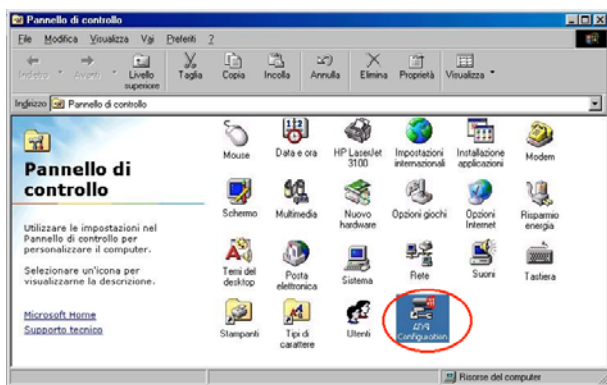 Pannello di controllo
File Modifica Visualizza Vai Preferiti ?
Indietro Avanti Livello superiore Taglia Copia Incolla Annulla Elimina Proprietà Visualizza
Indirizzo Pannello di controllo
Pannello di
controllo
Utilizzare le impostazioni nel
Pannello di controllo per
personalizzare il computer.
Selezionare un'icona per
visualizzarne la descrizione.
Microsoft Home
Supporto tecnico
Mouse
Data e ora
HP LaserJet
3100
Impostazioni
internazionali
Installazione
applicazioni
Modem
Schermo
Multimedia
Nuovo
hardware
Opzioni giochi
Opzioni
Internet
Risparmio
energia
Temi del
desktop
Posta
elettronica
Sistema
Rete
Suoni
Tastiera
Stampanti
Tipi di
carattere
Utenti
Configuration
Risorse del computer